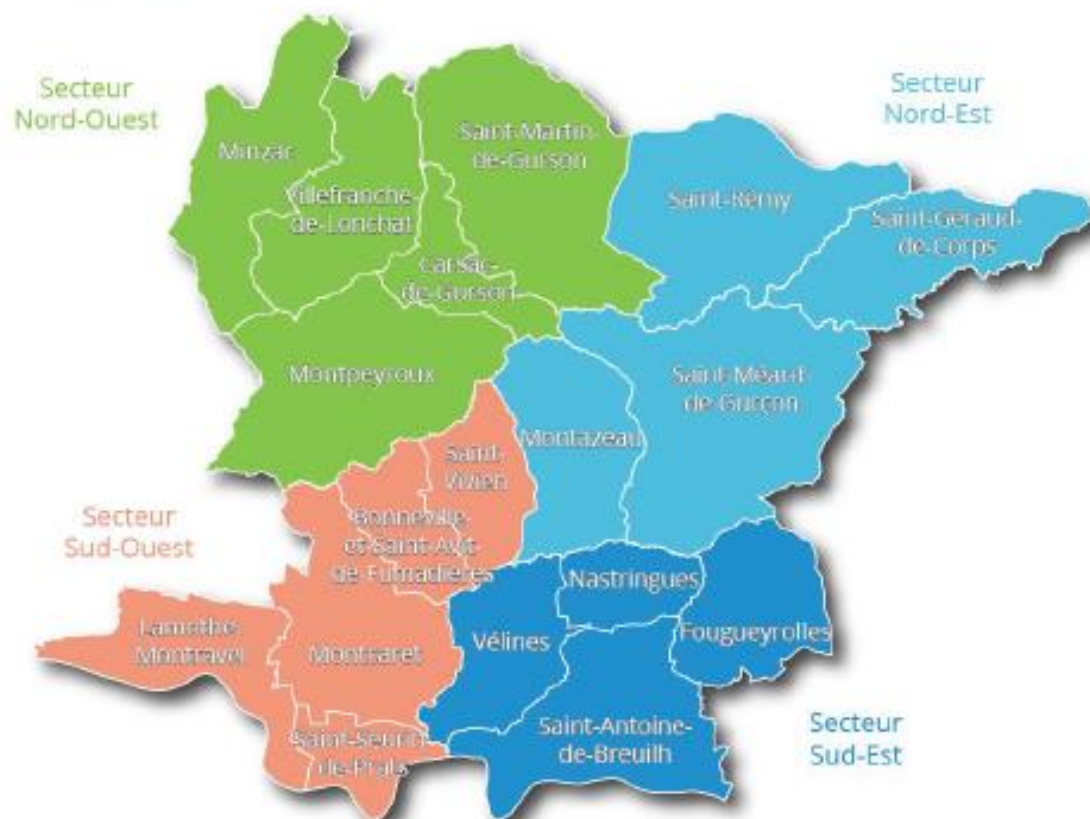 Secteur
Nord-Ouest
Secteur
Nord-Est
Minzac
Villefranche-
de-Lonchat
Saint-Martin-
de-Gurson
Carsac-
de-Gurson
Saint-Rémy
Saint-Géraud-
de-Corps
Montpeyroux
Saint-Méard-
de-Gurçon
Montazeau
Saint-
Vivien
Secteur
Sud-Ouest
Bonneville
et Saint-Avit-
de-Fumadières
Nastringues
Vélines
Fougueyrolles
Lamothe-
Montravel
Montcaret
Saint-Seurin-
de-Prats
Saint-Antoine-
de-Breuilh
Secteur
Sud-Est